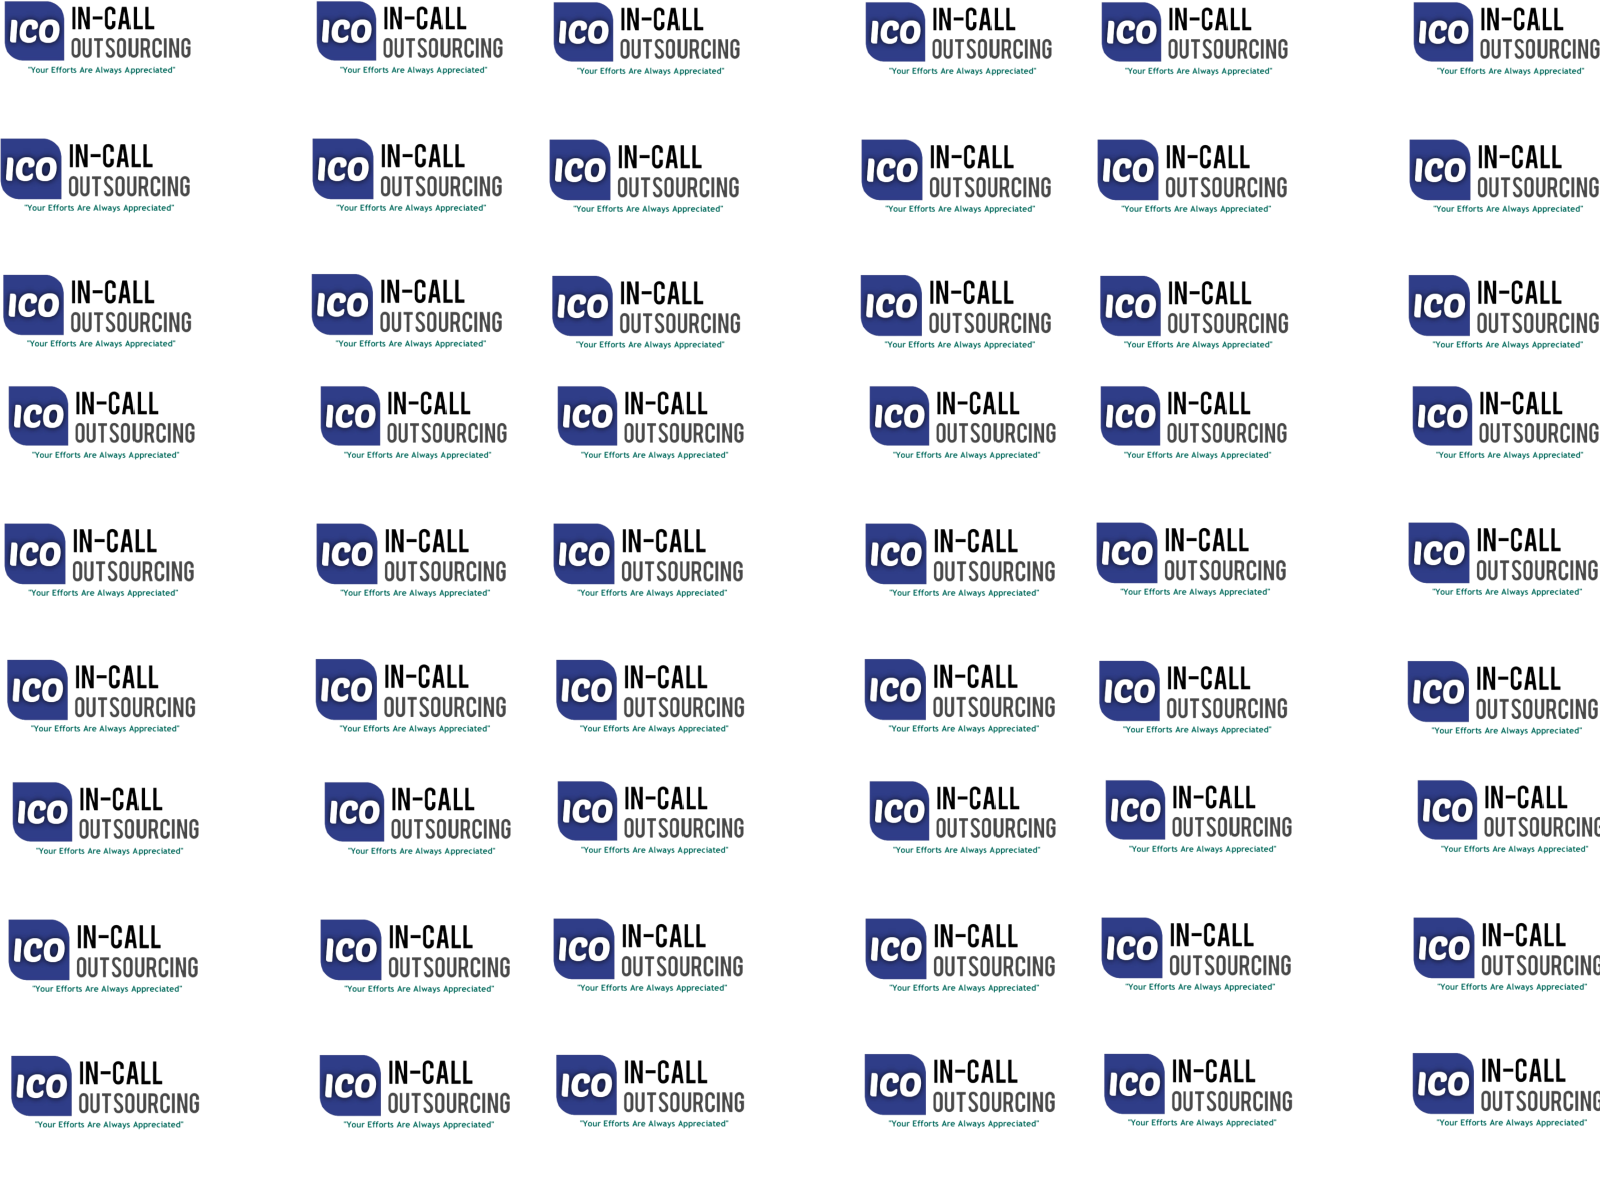 ICO IN-CALL ICO IN-CALL ICO IN-CALL ICO IN-CALL ICO IN-CALL ICO IN-CALL
OUTSOURCING OUTSOURCING OUTSOURCING OUTSOURCING OUTSOURCING OUTSOURCING
"Your Efforts Are Always Appreciated" "Your Efforts Are Always Appreciated" "Your Efforts Are Always Appreciated" "Your Efforts Are Always Appreciated" "Your Efforts Are Always Appreciated" "Your Efforts Are Always Appreciated"
ICO IN-CALL ICO IN-CALL ICO IN-CALL ICO IN-CALL ICO IN-CALL ICO IN-CALL
OUTSOURCING OUTSOURCING OUTSOURCING OUTSOURCING OUTSOURCING OUTSOURCING
"Your Efforts Are Always Appreciated" "Your Efforts Are Always Appreciated" "Your Efforts Are Always Appreciated" "Your Efforts Are Always Appreciated" "Your Efforts Are Always Appreciated" "Your Efforts Are Always Appreciated"
ICO IN-CALL ICO IN-CALL ICO IN-CALL ICO IN-CALL ICO IN-CALL ICO IN-CALL
OUTSOURCING OUTSOURCING OUTSOURCING OUTSOURCING OUTSOURCING OUTSOURCING
"Your Efforts Are Always Appreciated" "Your Efforts Are Always Appreciated" "Your Efforts Are Always Appreciated" "Your Efforts Are Always Appreciated" "Your Efforts Are Always Appreciated" "Your Efforts Are Always Appreciated"
ICO IN-CALL ICO IN-CALL ICO IN-CALL ICO IN-CALL ICO IN-CALL ICO IN-CALL
OUTSOURCING OUTSOURCING OUTSOURCING OUTSOURCING OUTSOURCING OUTSOURCING
"Your Efforts Are Always Appreciated" "Your Efforts Are Always Appreciated" "Your Efforts Are Always Appreciated" "Your Efforts Are Always Appreciated" "Your Efforts Are Always Appreciated" "Your Efforts Are Always Appreciated"
ICO IN-CALL ICO IN-CALL ICO IN-CALL ICO IN-CALL ICO IN-CALL ICO IN-CALL
OUTSOURCING OUTSOURCING OUTSOURCING OUTSOURCING OUTSOURCING OUTSOURCING
"Your Efforts Are Always Appreciated" "Your Efforts Are Always Appreciated" "Your Efforts Are Always Appreciated" "Your Efforts Are Always Appreciated" "Your Efforts Are Always Appreciated" "Your Efforts Are Always Appreciated"
ICO IN-CALL ICO IN-CALL ICO IN-CALL ICO IN-CALL ICO IN-CALL ICO IN-CALL
OUTSOURCING OUTSOURCING OUTSOURCING OUTSOURCING OUTSOURCING OUTSOURCING
"Your Efforts Are Always Appreciated" "Your Efforts Are Always Appreciated" "Your Efforts Are Always Appreciated" "Your Efforts Are Always Appreciated" "Your Efforts Are Always Appreciated" "Your Efforts Are Always Appreciated"
ICO IN-CALL ICO IN-CALL ICO IN-CALL ICO IN-CALL ICO IN-CALL ICO IN-CALL
OUTSOURCING OUTSOURCING OUTSOURCING OUTSOURCING OUTSOURCING OUTSOURCING
"Your Efforts Are Always Appreciated" "Your Efforts Are Always Appreciated" "Your Efforts Are Always Appreciated" "Your Efforts Are Always Appreciated" "Your Efforts Are Always Appreciated" "Your Efforts Are Always Appreciated"
ICO IN-CALL ICO IN-CALL ICO IN-CALL ICO IN-CALL ICO IN-CALL ICO IN-CALL
OUTSOURCING OUTSOURCING OUTSOURCING OUTSOURCING OUTSOURCING OUTSOURCING
"Your Efforts Are Always Appreciated" "Your Efforts Are Always Appreciated" "Your Efforts Are Always Appreciated" "Your Efforts Are Always Appreciated" "Your Efforts Are Always Appreciated" "Your Efforts Are Always Appreciated"
ICO IN-CALL ICO IN-CALL ICO IN-CALL ICO IN-CALL ICO IN-CALL ICO IN-CALL
OUTSOURCING OUTSOURCING OUTSOURCING OUTSOURCING OUTSOURCING OUTSOURCING
"Your Efforts Are Always Appreciated" "Your Efforts Are Always Appreciated" "Your Efforts Are Always Appreciated" "Your Efforts Are Always Appreciated" "Your Efforts Are Always Appreciated" "Your Efforts Are Always Appreciated"